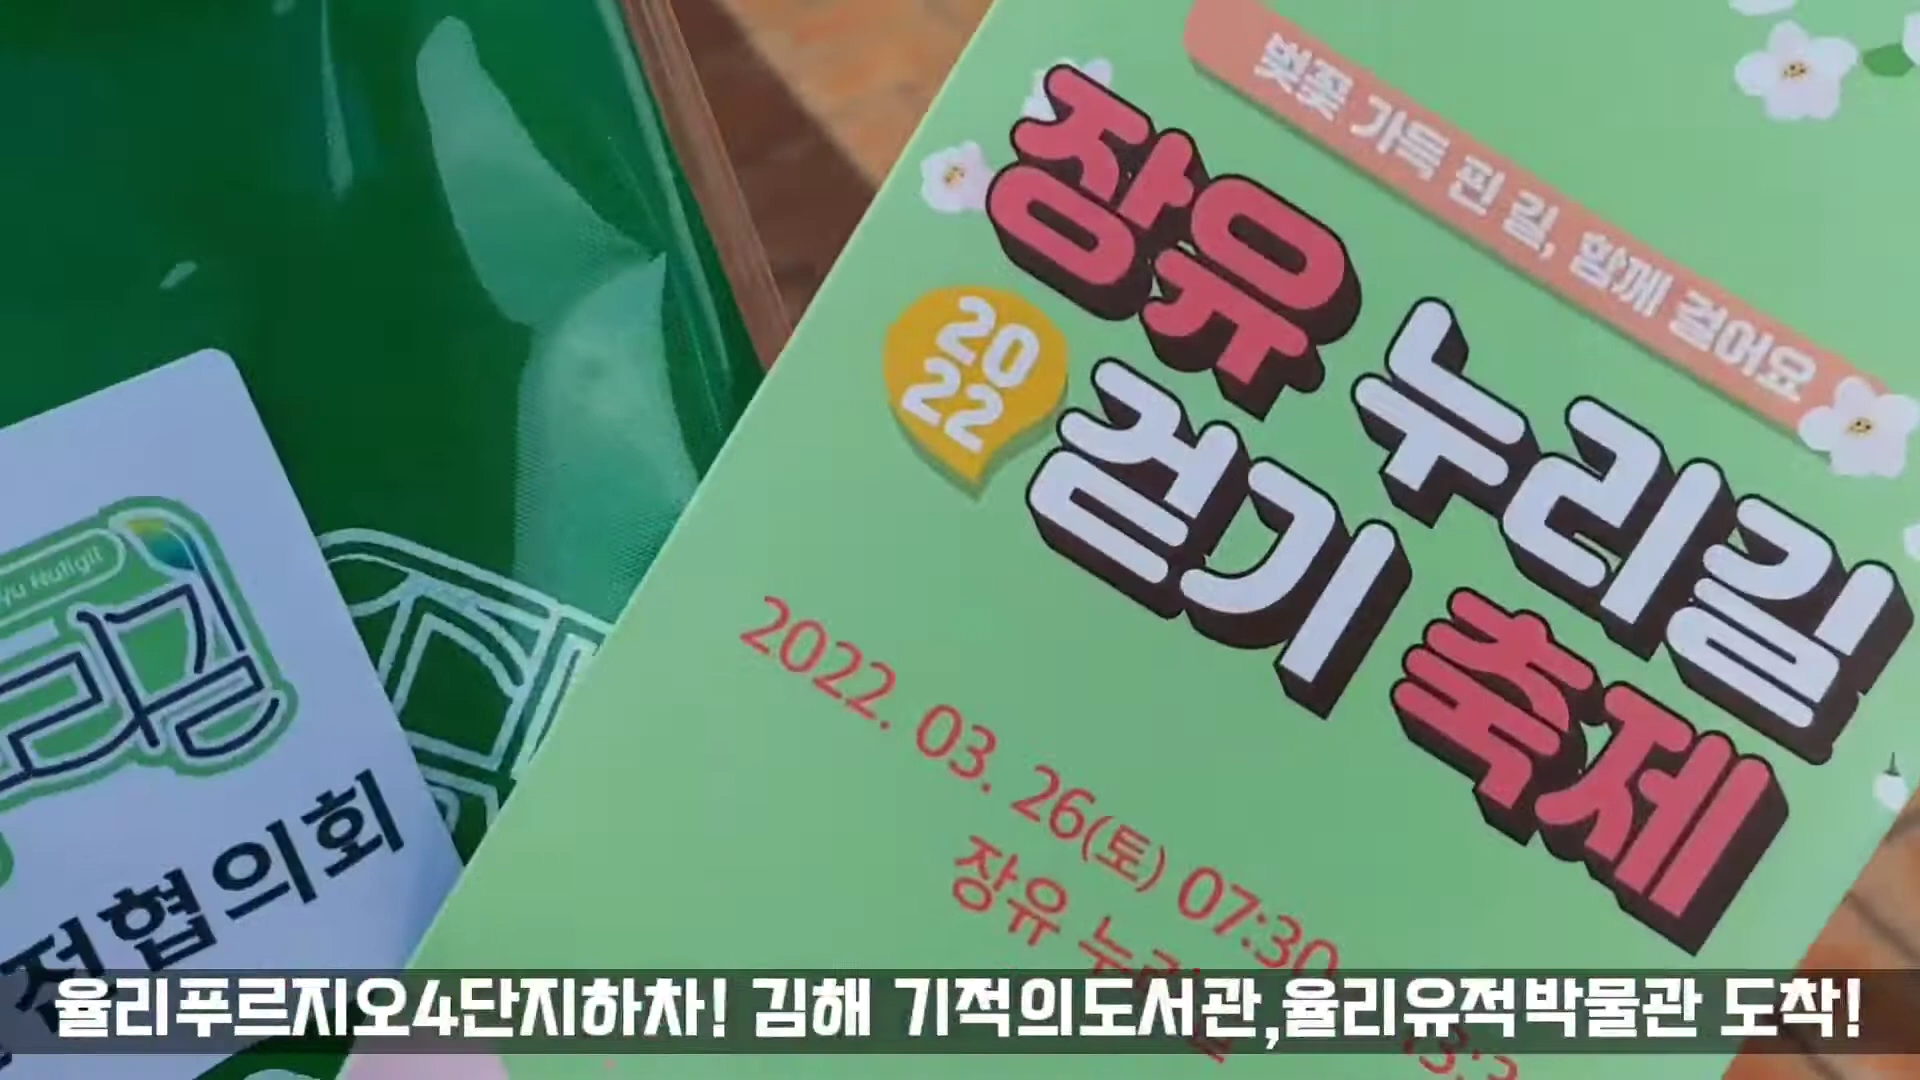 벚꽃 가득 핀 길, 함께 걸어요
장유 누리길
2022
걷기 축제
2022. 03. 26(토) 07:30
장유 누리
리길
협의회
율리푸르지오4단지하차! 김해 기적의도서관,율리유적박물관 도착!